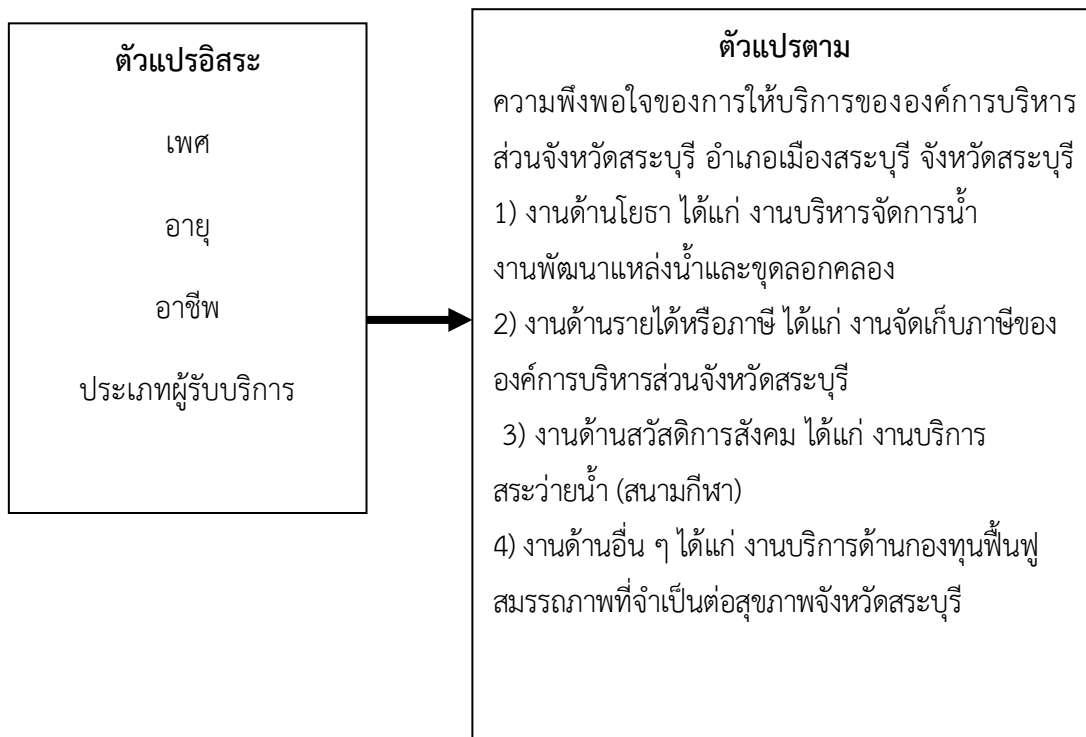 ตัวแปรอิสระ
เพศ
อายุ
อาชีพ
ประเภทผู้รับบริการ
ตัวแปรตาม
ความพึงพอใจของการให้บริการขององค์การบริหาร
ส่วนจังหวัดสระบุรี อำเภอเมืองสระบุรี จังหวัดสระบุรี
1) งานด้านโยธา ได้แก่ งานบริหารจัดการน้ำ
งานพัฒนาแหล่งน้ำและขุดลอกคลอง
2) งานด้านรายได้หรือภาษี ได้แก่ งานจัดเก็บภาษีของ
องค์การบริหารส่วนจังหวัดสระบุรี
3) งานด้านสวัสดิการสังคม ได้แก่ งานบริการ
สระว่ายน้ำ (สนามกีฬา)
4) งานด้านอื่น ๆ ได้แก่ งานบริการด้านกองทุนฟื้นฟู
สมรรถภาพที่จำเป็นต่อสุขภาพจังหวัดสระบุรี